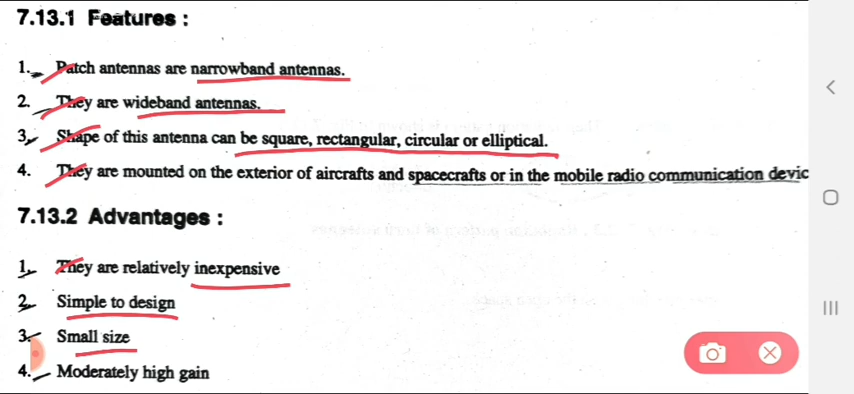 7.13.1 Features :
1. Patch antennas are narrowband antennas.
2. They are wideband antennas.
3. Shape of this antenna can be square, rectangular, circular or elliptical.
4. They are mounted on the exterior of aircrafts and spacecrafts or in the mobile radio communication devic
7.13.2 Advantages :
1. They are relatively inexpensive
2. Simple to design
3. Small size
4. Moderately high gain